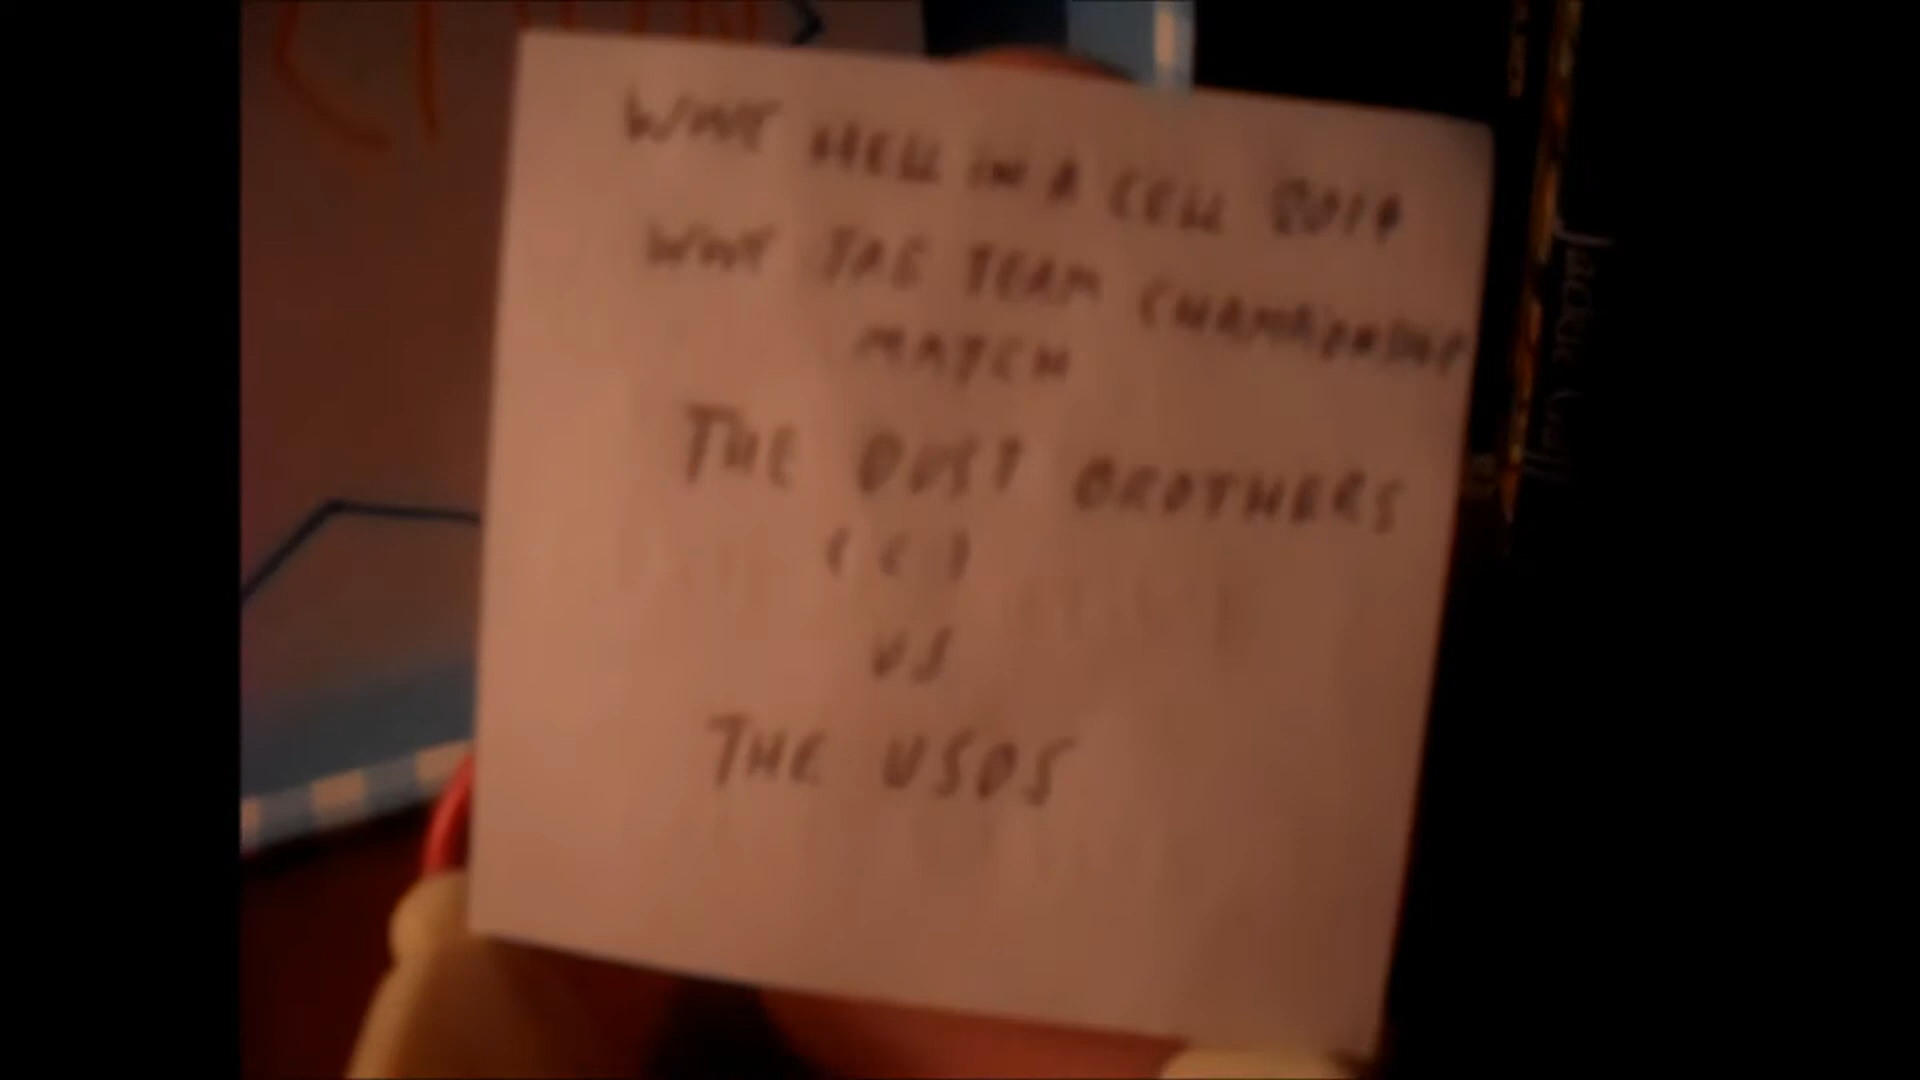 WWE HELL IN A CELL 2014
WWE TAG TEAM CHAMPIONSHIP
MATCH
THE DUST BROTHERS
(C)
VS
THE USOS